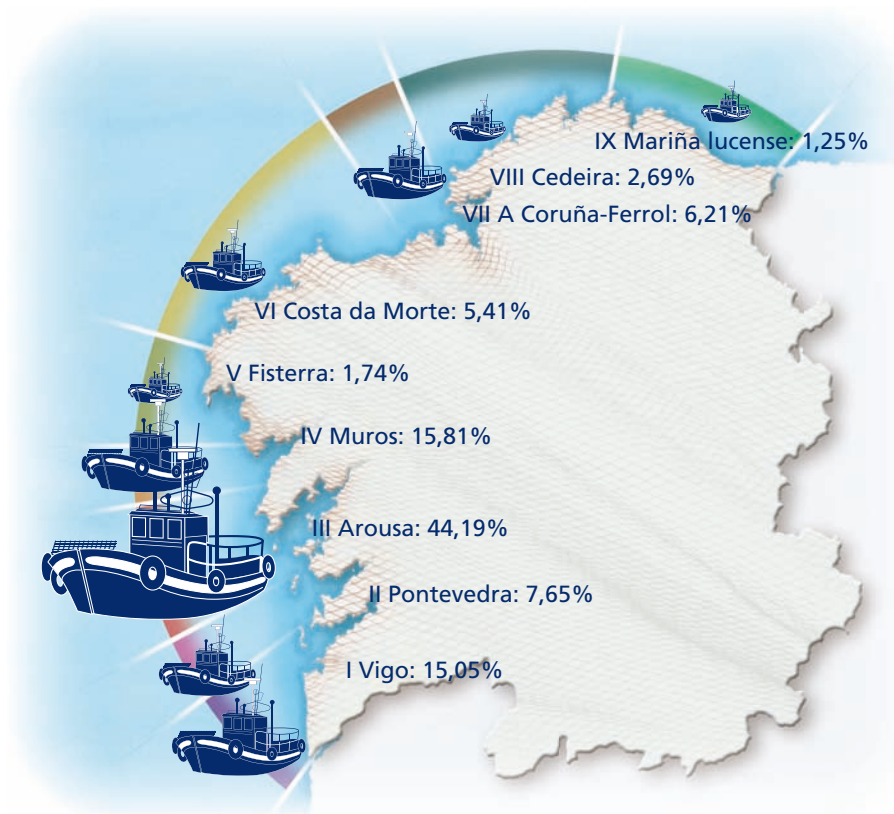 IX Mariña lucense: 1,25%
VIII Cedeira: 2,69%
VII A Coruña-Ferrol: 6,21%
VI Costa da Morte: 5,41%
V Fisterra: 1,74%
IV Muros: 15,81%
III Arousa: 44,19%
II Pontevedra: 7,65%
I Vigo: 15,05%